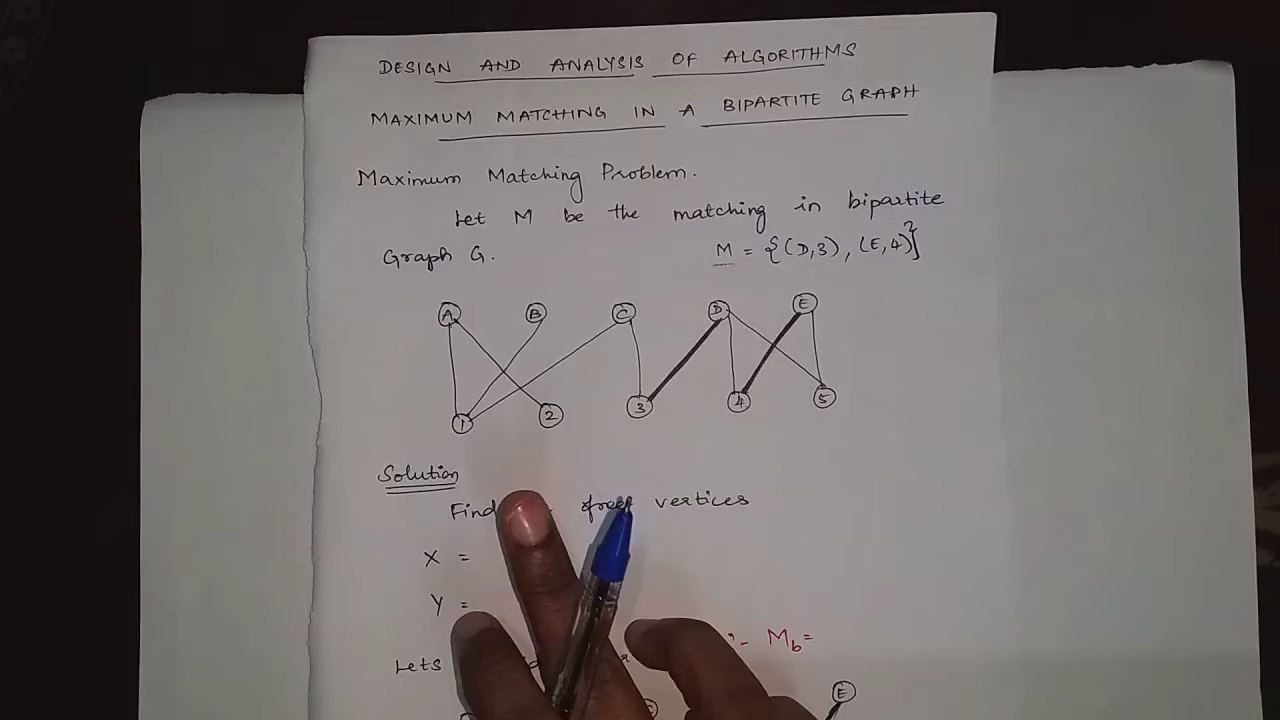 DESIGN AND ANALYSIS OF ALGORITHMS
MAXIMUM MATCHING IN A BIPARTITE GRAPH
Maximum Matching Problem.
Let M be the matching in bipartite
Graph G. M = {(D,3), (E,4)}
A B C D E
1 2 3 4 5
Solution
Find free vertices
X =
Y =
Lets M_b =
E